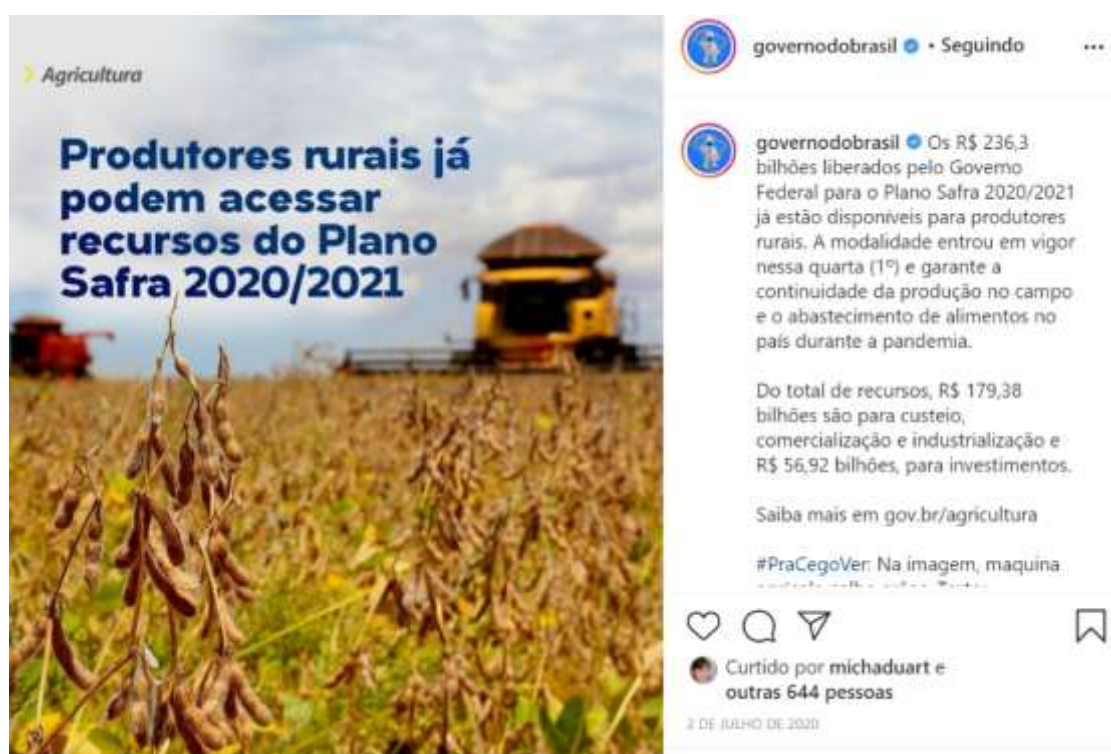 Agricultura
Produtores rurais já
podem acessar
recursos do Plano
Safra 2020/2021
governodobrasil • Seguindo
governodobrasil Os R$ 236,3
bilhões liberados pelo Governo
Federal para o Plano Safra 2020/2021
já estão disponíveis para produtores
rurais. A modalidade entrou em vigor
nessa quarta (1º) e garante a
continuidade da produção no campo
e o abastecimento de alimentos no
país durante a pandemia.
Do total de recursos, R$ 179,38
bilhões são para custeio,
comercialização e industrialização e
R$ 56,92 bilhões, para investimentos.
Saiba mais em gov.br/agricultura
#PraCegoVer: Na imagem, maquina
Curtido por michaduart e
outras 644 pessoas
2 DE JULHO DE 2020